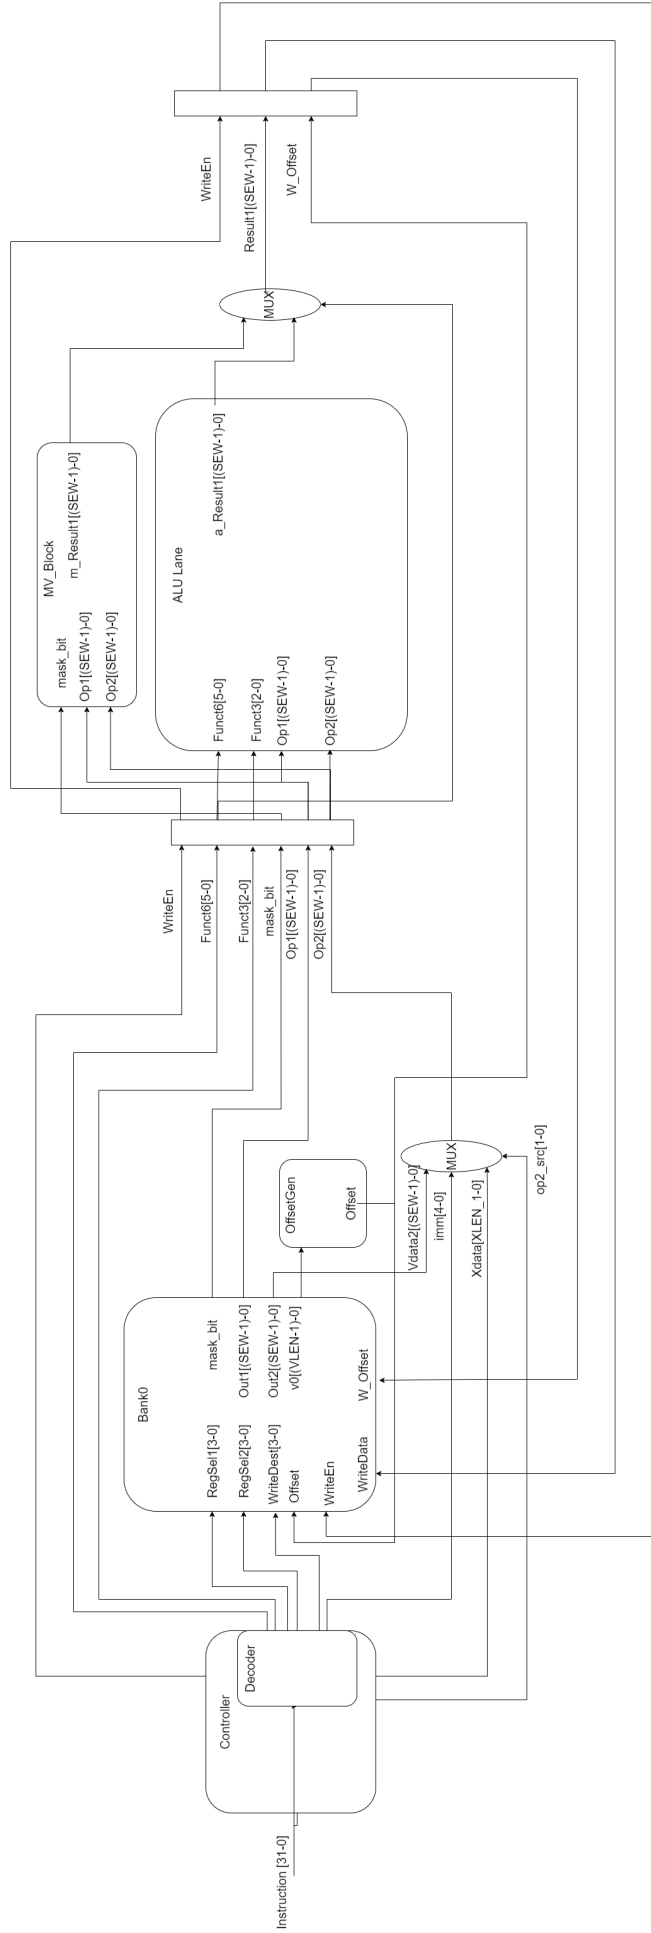 Instruction [31-0]
Controller
Decoder
Bank0
RegSel1[3-0]
RegSel2[3-0]
WriteDest[3-0]
Offset
WriteEn
WriteData
W_Offset
mask_bit
Out1[(SEW-1)-0]
Out2[(SEW-1)-0]
v0[(VLEN-1)-0]
OffsetGen
Offset
Vdata2[(SEW-1)-0]
imm[4-0]
Xdata[XLEN_1-0]
MUX
op2_src[1-0]
WriteEn
Funct6[5-0]
Funct3[2-0]
mask_bit
Op1[(SEW-1)-0]
Op2[(SEW-1)-0]
MV_Block
mask_bit
Op1[(SEW-1)-0]
Op2[(SEW-1)-0]
m_Result1[(SEW-1)-0]
ALU Lane
Funct6[5-0]
Funct3[2-0]
Op1[(SEW-1)-0]
Op2[(SEW-1)-0]
a_Result1[(SEW-1)-0]
MUX
WriteEn
Result1[(SEW-1)-0]
W_Offset